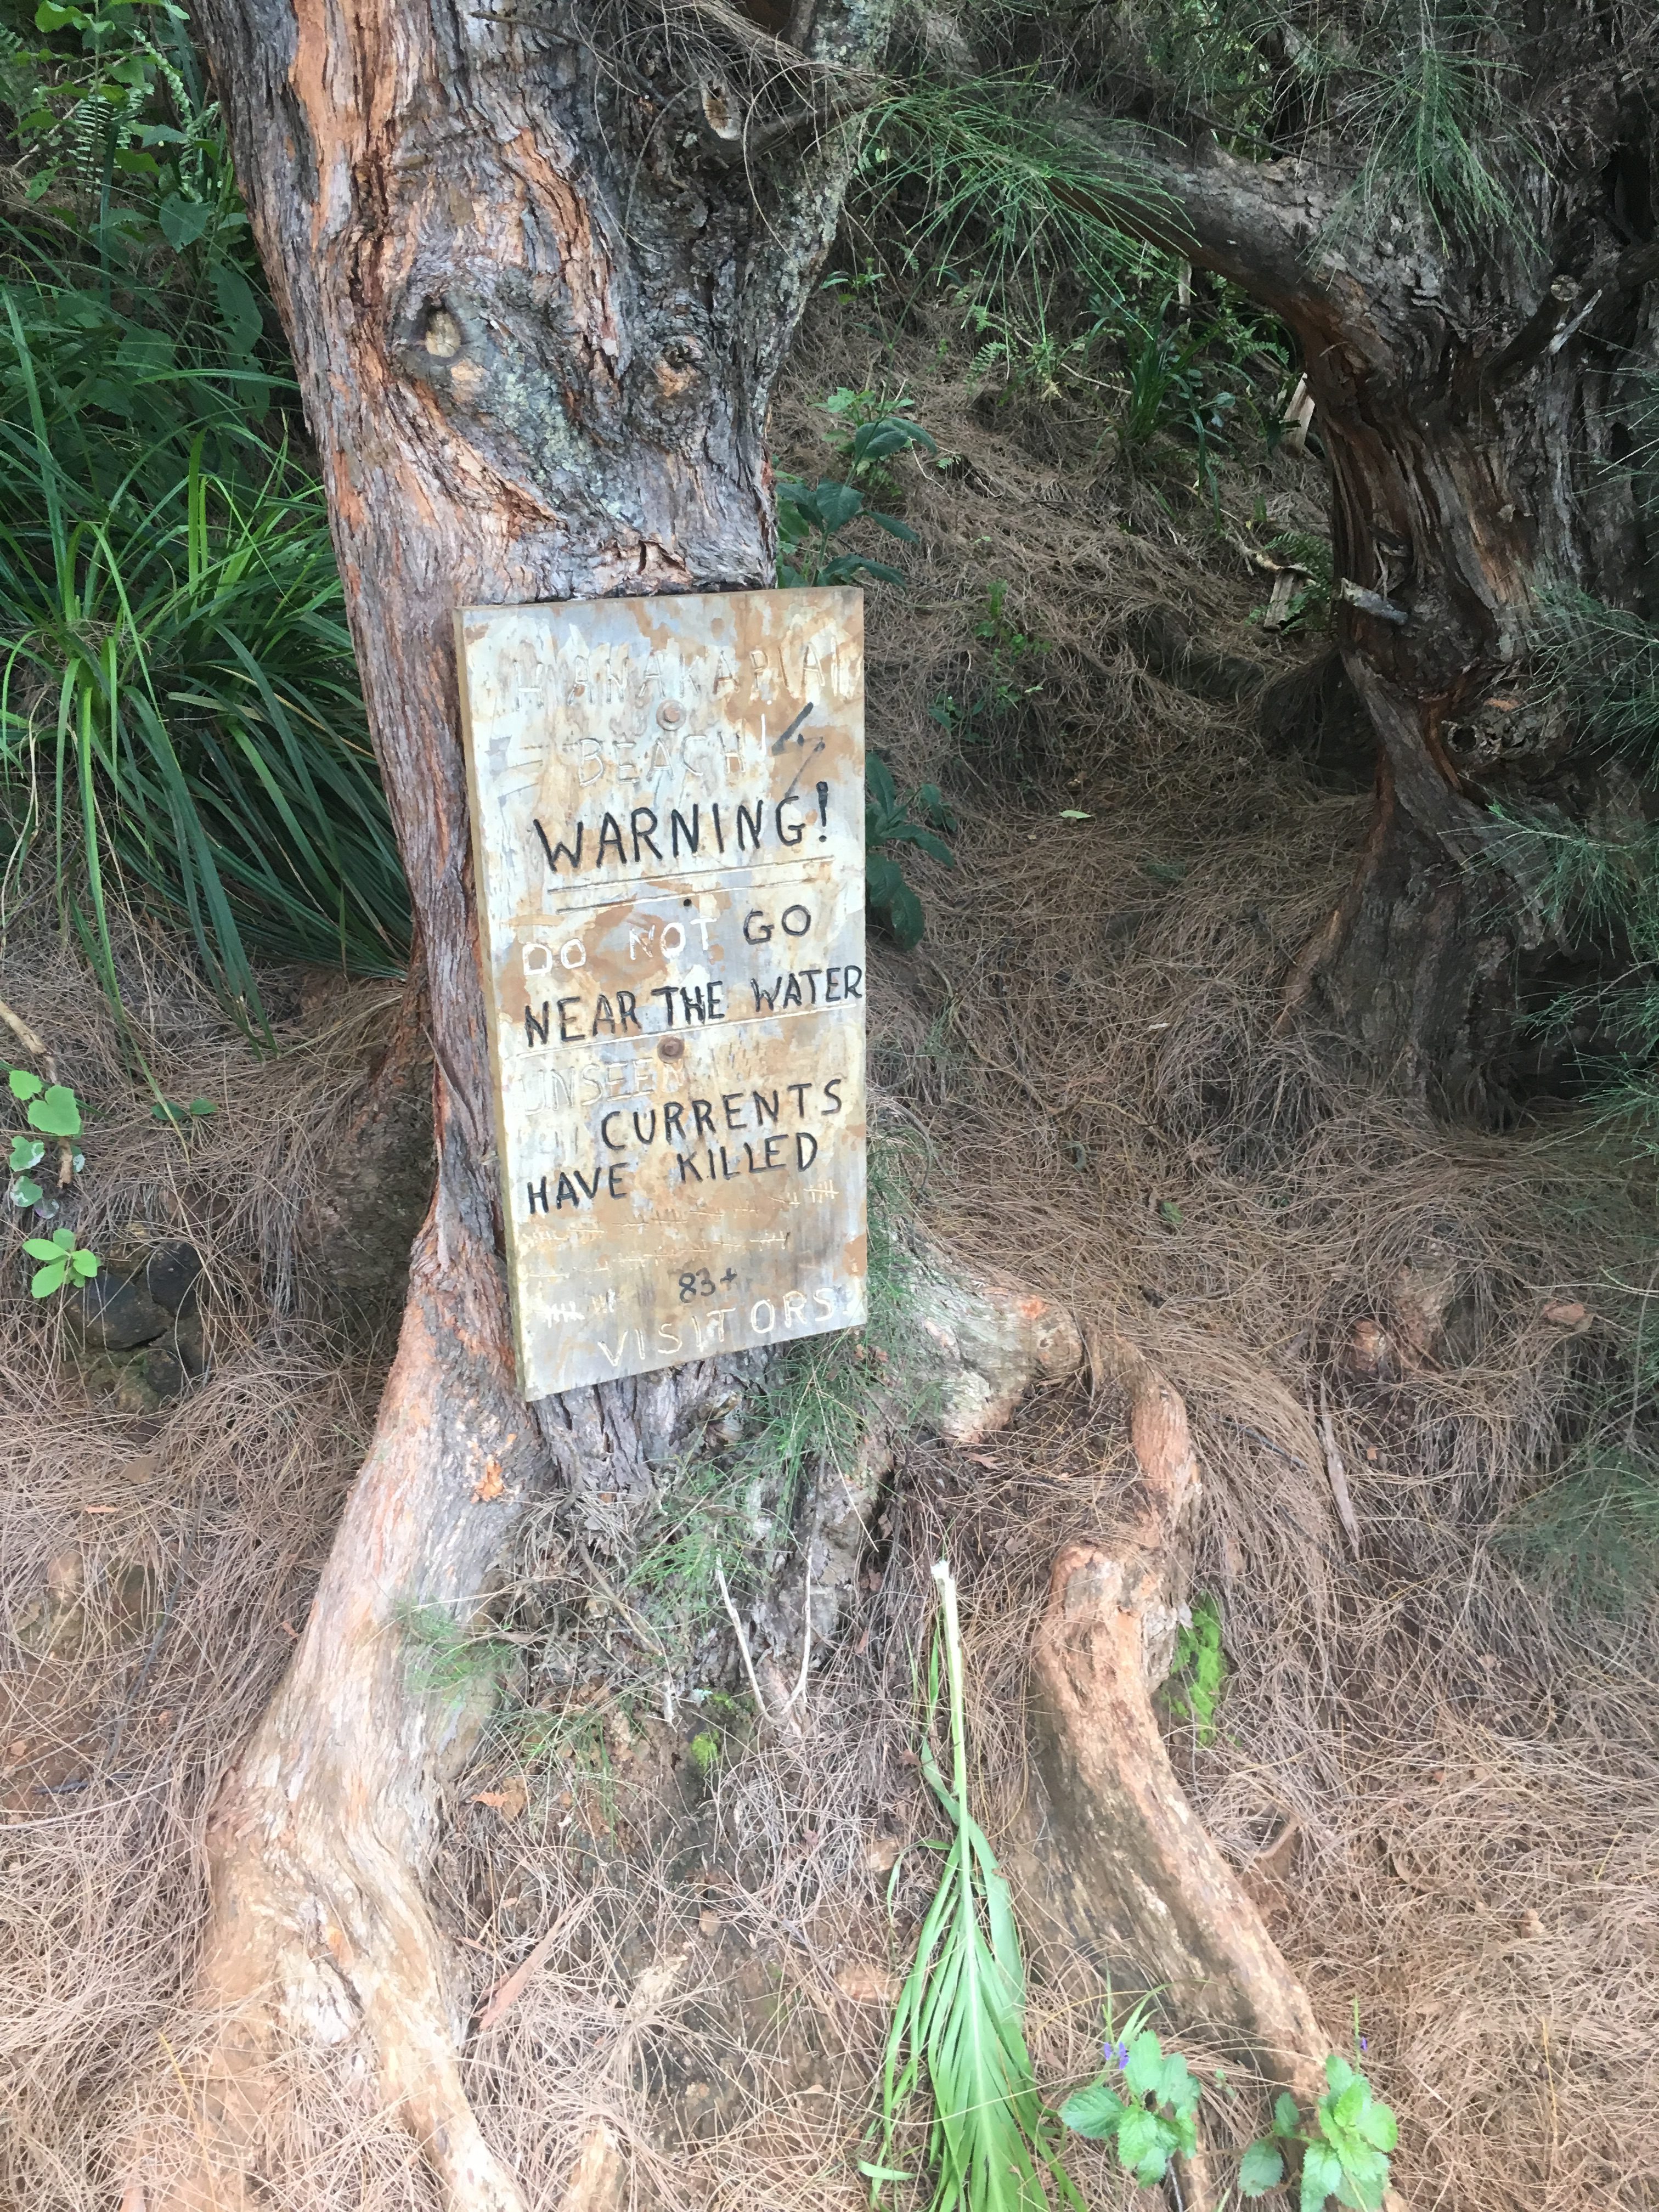 HANAKAPIAI
BEACH
WARNING!
DO NOT GO
NEAR THE WATER
UNSEEN
CURRENTS
HAVE KILLED
83+
VISITORS